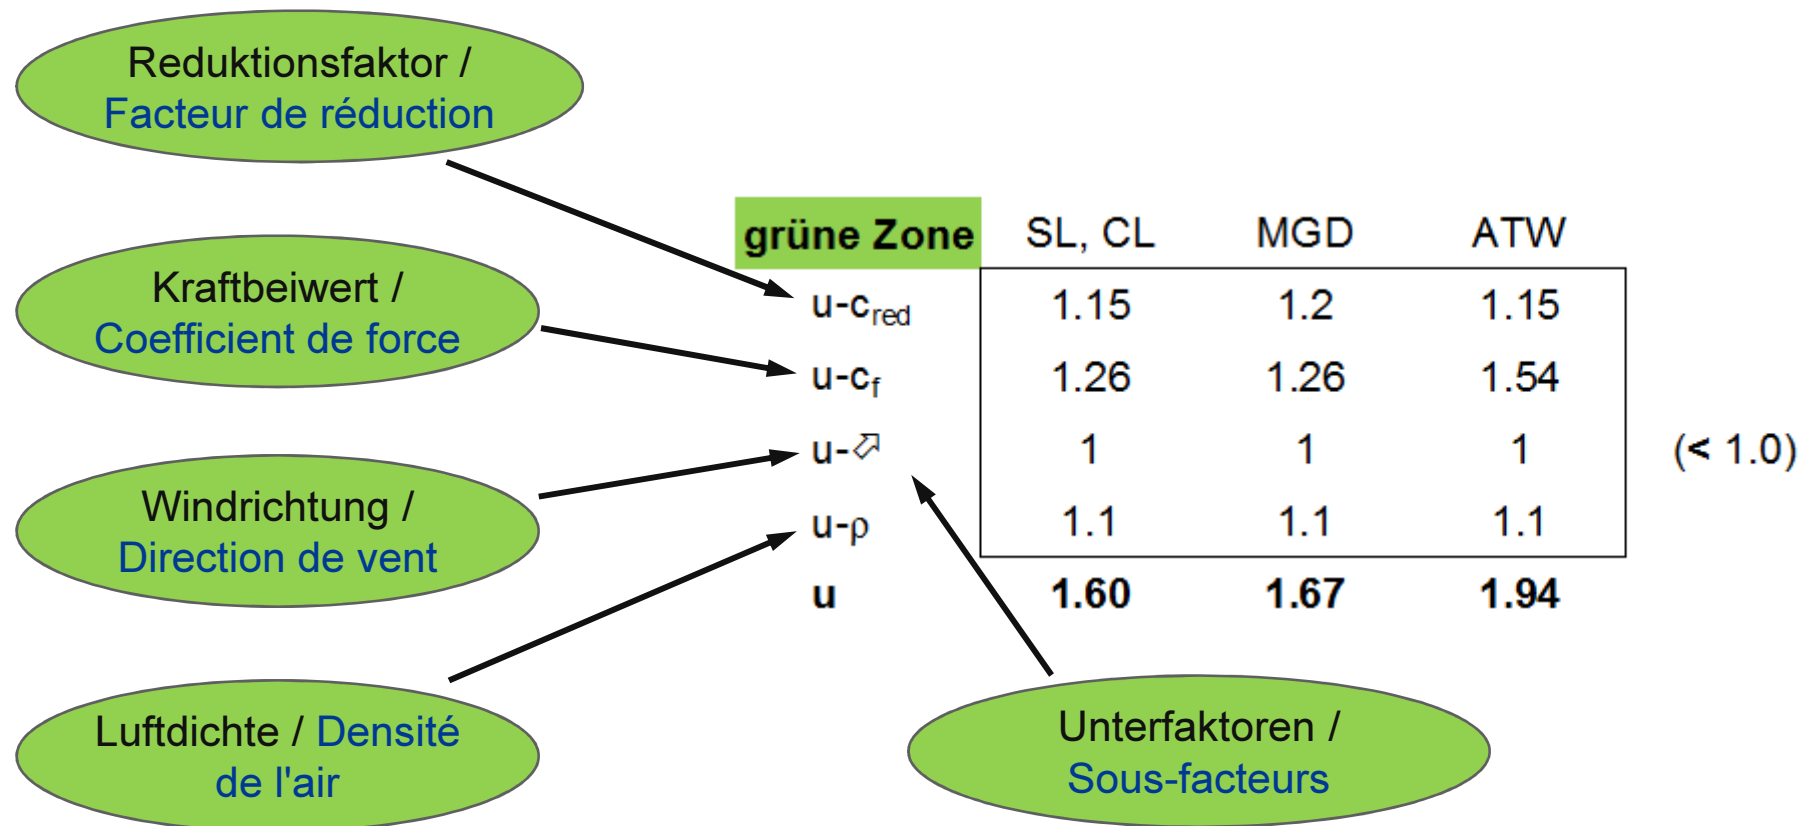 Reduktionsfaktor /
Facteur de réduction
Kraftbeiwert /
Coefficient de force
Windrichtung /
Direction de vent
Luftdichte / Densité
de l'air
grüne Zone SL, CL MGD ATW
u-c_red 1.15 1.2 1.15
u-c_f 1.26 1.26 1.54
u-⬀ 1 1 1 (< 1.0)
u-ρ 1.1 1.1 1.1
u 1.60 1.67 1.94
Unterfaktoren /
Sous-facteurs